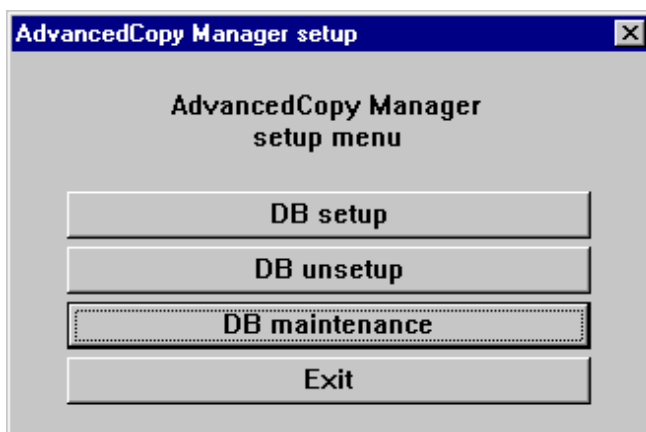 AdvancedCopy Manager setup
AdvancedCopy Manager
setup menu
DB setup
DB unsetup
DB maintenance
Exit